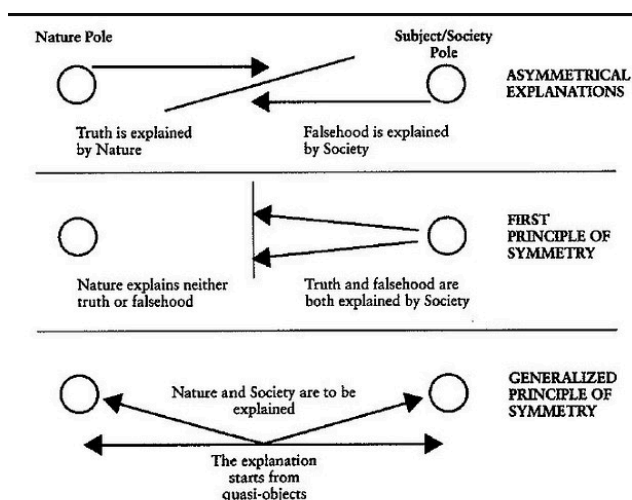 Nature Pole
Subject/Society
Pole
ASYMMETRICAL
EXPLANATIONS
Truth is explained
by Nature
Falsehood is explained
by Society
FIRST
PRINCIPLE OF
SYMMETRY
Nature explains neither
truth or falsehood
Truth and falsehood are
both explained by Society
GENERALIZED
PRINCIPLE OF
SYMMETRY
Nature and Society are to be
explained
The explanation
starts from
quasi-objects